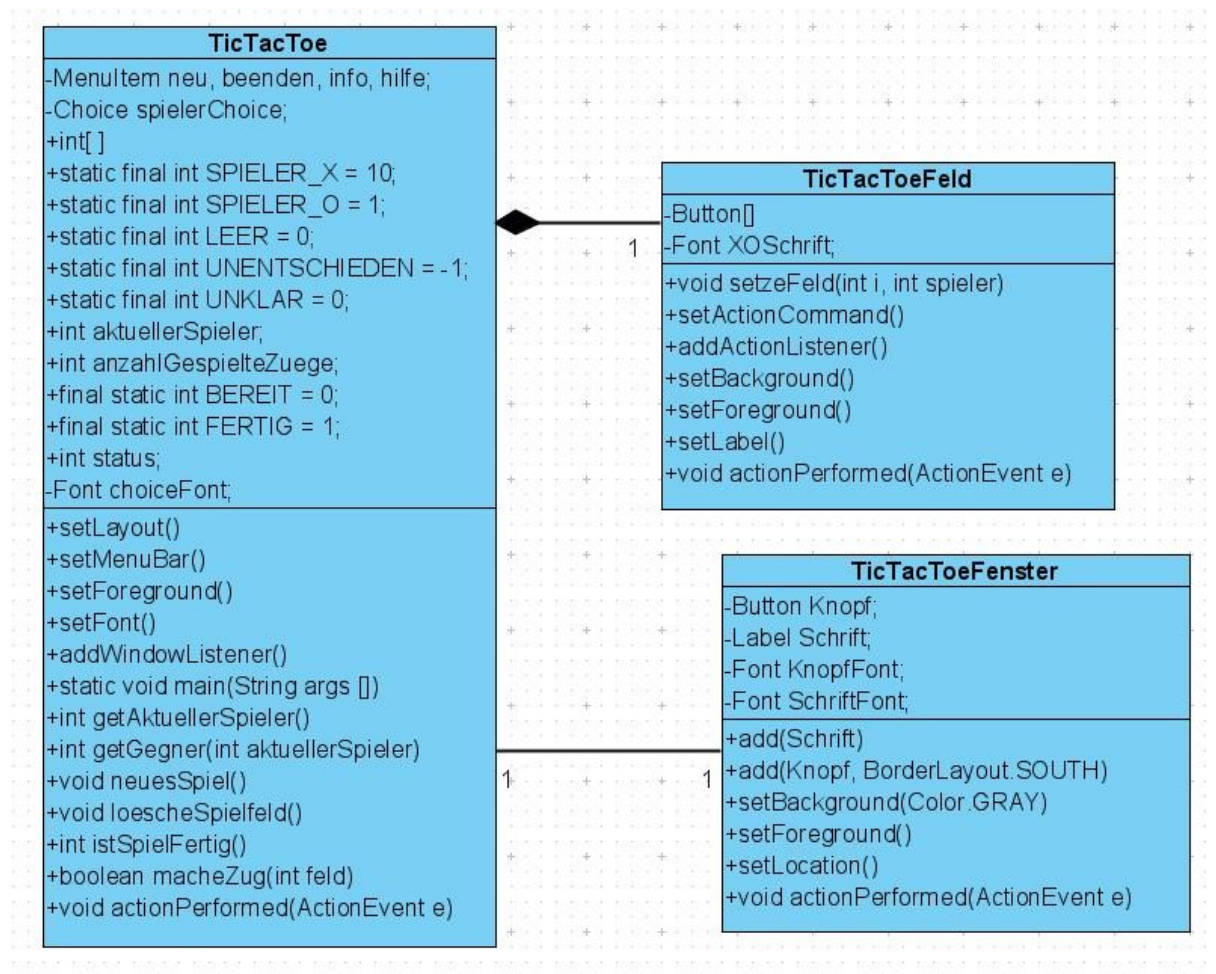 TicTacToe
-MenuItem neu, beenden, info, hilfe;
-Choice spielerChoice;
+int[ ]
+static final int SPIELER_X = 10;
+static final int SPIELER_O = 1;
+static final int LEER = 0;
+static final int UNENTSCHIEDEN = -1;
+static final int UNKLAR = 0;
+int aktuellerSpieler;
+int anzahlGespielteZuege;
+final static int BEREIT = 0;
+final static int FERTIG = 1;
+int status;
-Font choiceFont;
+setLayout()
+setMenuBar()
+setForeground()
+setFont()
+addWindowListener()
+static void main(String args [])
+int getAktuellerSpieler()
+int getGegner(int aktuellerSpieler)
+void neuesSpiel()
+void loescheSpielfeld()
+int istSpielFertig()
+boolean macheZug(int feld)
+void actionPerformed(ActionEvent e)
1
TicTacToeFeld
-Button[]
-Font XOSchrift;
+void setzeFeld(int i, int spieler)
+setActionCommand()
+addActionListener()
+setBackground()
+setForeground()
+setLabel()
+void actionPerformed(ActionEvent e)
1
1
TicTacToeFenster
-Button Knopf;
-Label Schrift;
-Font KnopfFont;
-Font SchriftFont;
+add(Schrift)
+add(Knopf, BorderLayout.SOUTH)
+setBackground(Color.GRAY)
+setForeground()
+setLocation()
+void actionPerformed(ActionEvent e)